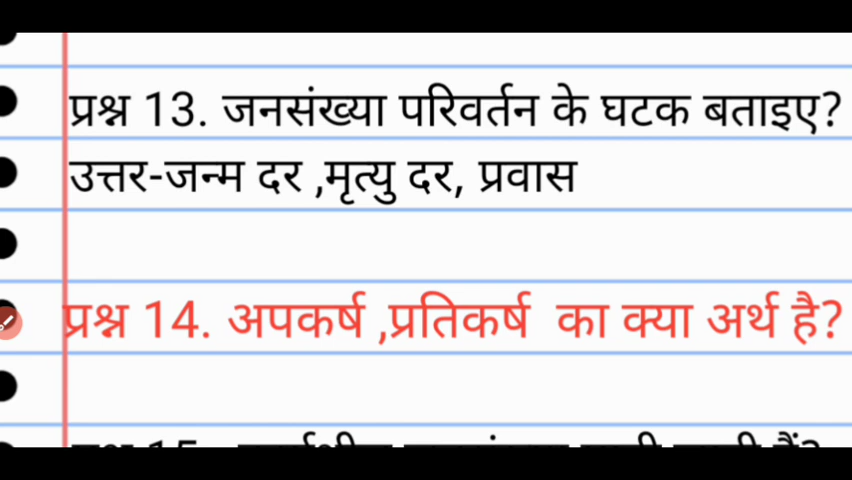 प्रश्न 13. जनसंख्या परिवर्तन के घटक बताइए?
उत्तर-जन्म दर ,मृत्यु दर, प्रवास
प्रश्न 14. अपकर्ष ,प्रतिकर्ष का क्या अर्थ है?